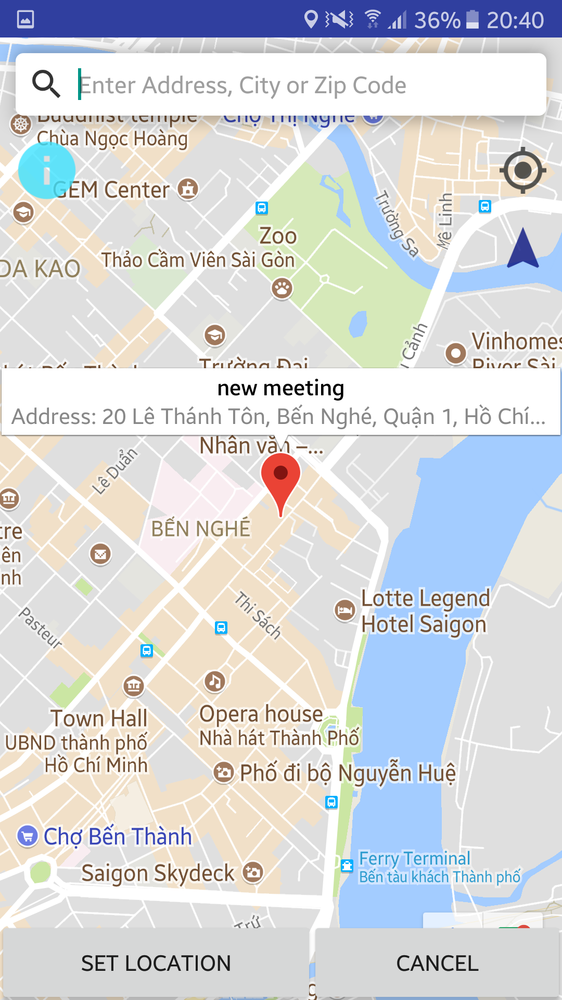 36% 20:40
Enter Address, City or Zip Code
Buddhist temple
Chùa Ngọc Hoàng
Chợ Thị Nghè
GEM Center
Trường Sa
Mê Linh
Zoo
Thảo Cầm Viên Sài Gòn
DA KAO
Cảnh
Vinhomes
River Sài
Trường Đại
new meeting
Address: 20 Lê Thánh Tôn, Bến Nghé, Quận 1, Hồ Chí...
Nhân văn –...
Lê Duẩn
BẾN NGHÉ
tre
ên
nh
Pasteur
Thi Sách
Lotte Legend
Hotel Saigon
Town Hall
UBND thành phố
Hồ Chí Minh
Opera house
Nhà hát Thành Phố
Phố đi bộ Nguyễn Huệ
Chợ Bến Thành
Saigon Skydeck
Ferry Terminal
Bến tàu khách Thành phố
SET LOCATION
CANCEL